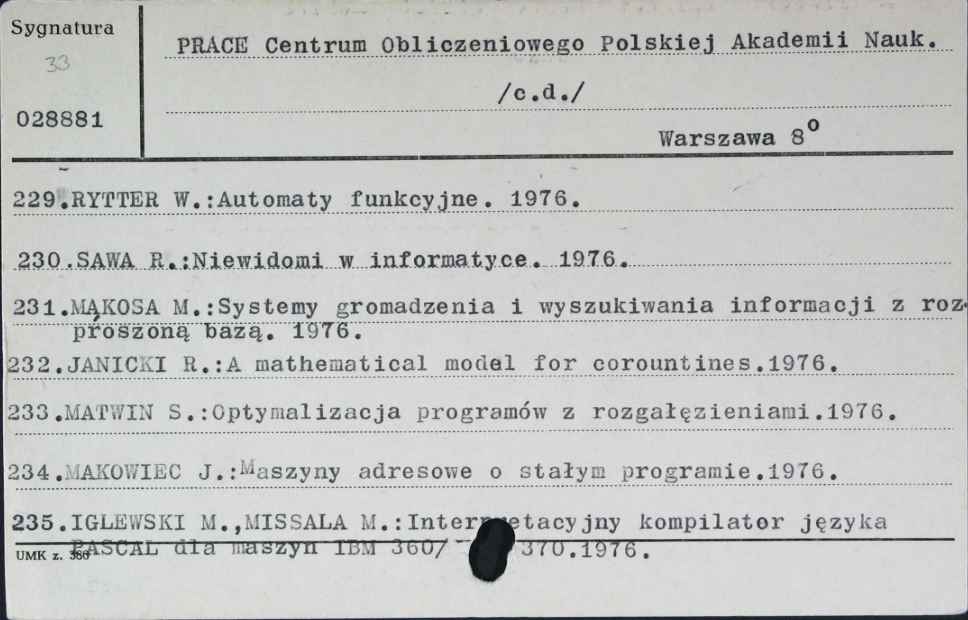 Sygnatura
33
028881
PRACE Centrum Obliczeniowego Polskiej Akademii Nauk.
/c.d./
Warszawa 8º
229.RYTTER W.:Automaty funkcyjne. 1976.
230.SAWA R.:Niewidomi w informatyce. 1976.
231.MĄKOSA M.:Systemy gromadzenia i wyszukiwania informacji z roz-
proszoną bazą. 1976.
232.JANICKI R.:A mathematical model for corountines.1976.
233.MATWIN S.:Optymalizacja programów z rozgałęzieniami.1976.
234.MAKOWIEC J.:Maszyny adresowe o stałym programie.1976.
235.IGLEWSKI M.,MISSALA M.:Interpretacyjny kompilator języka
PASCAL dla maszyn IBM 360/ 370.1976.
UMK z. 380